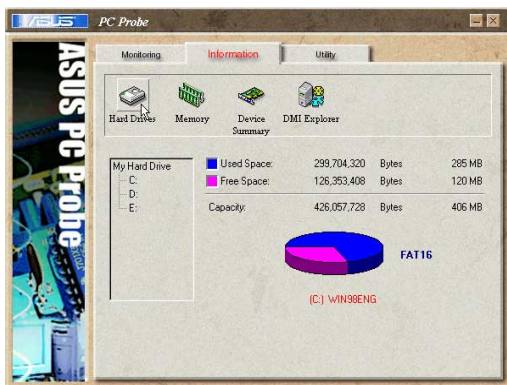 ASUS PC Probe
Monitoring Information Utility
Hard Drives Memory Device Summary DMI Explorer
My Hard Drive
C:
D:
E:
Used Space: 299,704,320 Bytes 285 MB
Free Space: 126,353,408 Bytes 120 MB
Capacity: 426,057,728 Bytes 406 MB
FAT16
(C:) WIN98ENG
ASUS PC Probe